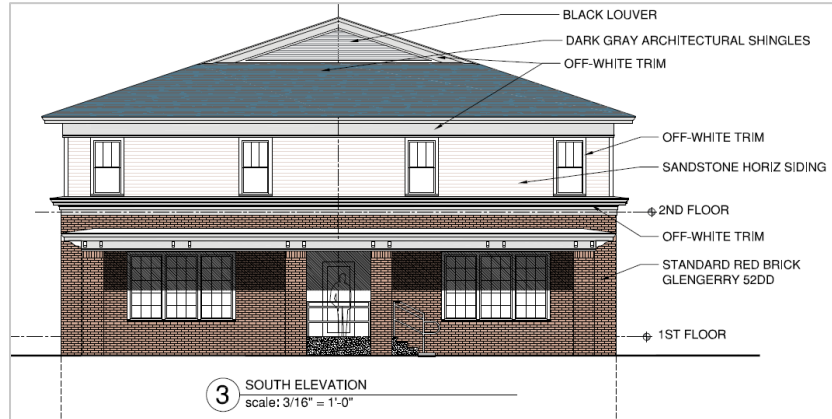 BLACK LOUVER
DARK GRAY ARCHITECTURAL SHINGLES
OFF-WHITE TRIM
OFF-WHITE TRIM
SANDSTONE HORIZ SIDING
2ND FLOOR
OFF-WHITE TRIM
STANDARD RED BRICK
GLENGERRY 52DD
1ST FLOOR
3
SOUTH ELEVATION
scale: 3/16" = 1'-0"